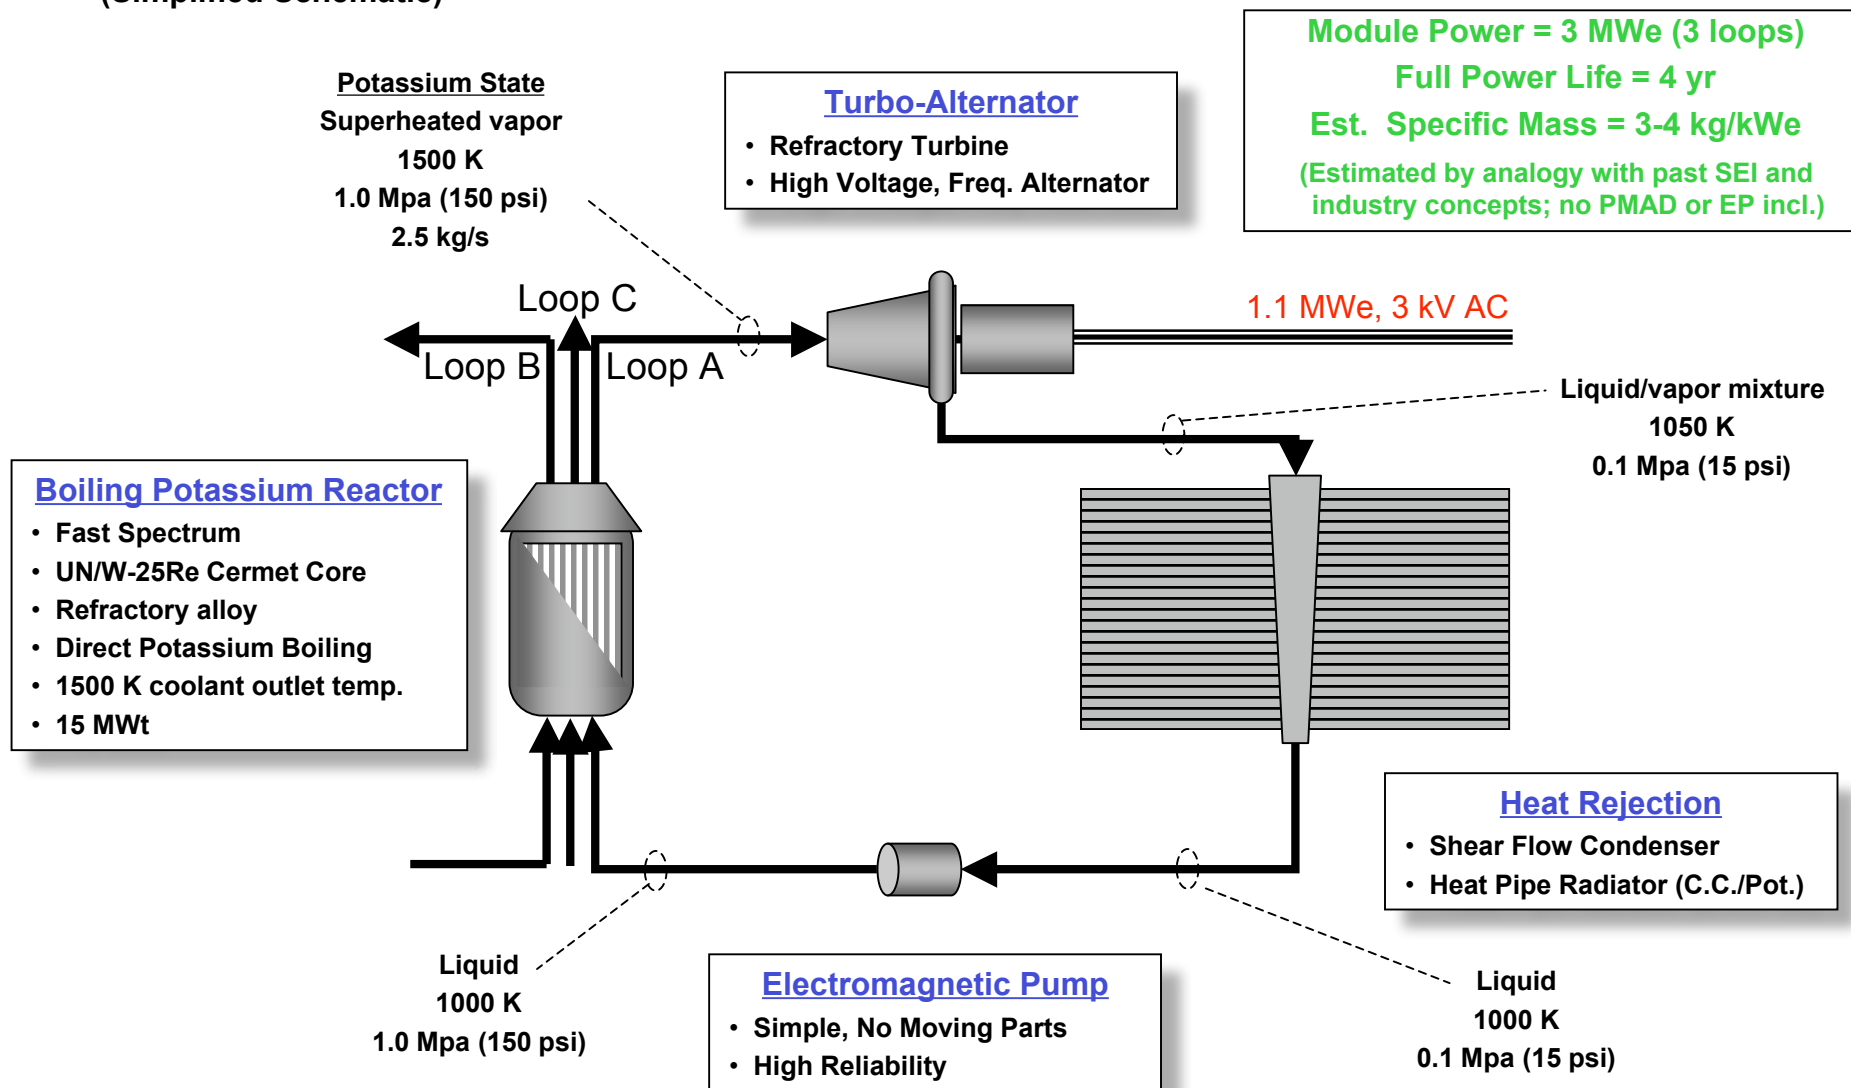 (Simplified Schematic)
Module Power = 3 MWe (3 loops)
Full Power Life = 4 yr
Est. Specific Mass = 3-4 kg/kWe
(Estimated by analogy with past SEI and
industry concepts; no PMAD or EP incl.)
Potassium State
Superheated vapor
1500 K
1.0 Mpa (150 psi)
2.5 kg/s
Turbo-Alternator
• Refractory Turbine
• High Voltage, Freq. Alternator
Loop C
Loop B
Loop A
1.1 MWe, 3 kV AC
Liquid/vapor mixture
1050 K
0.1 Mpa (15 psi)
Boiling Potassium Reactor
• Fast Spectrum
• UN/W-25Re Cermet Core
• Refractory alloy
• Direct Potassium Boiling
• 1500 K coolant outlet temp.
• 15 MWt
Heat Rejection
• Shear Flow Condenser
• Heat Pipe Radiator (C.C./Pot.)
Liquid
1000 K
1.0 Mpa (150 psi)
Electromagnetic Pump
• Simple, No Moving Parts
• High Reliability
Liquid
1000 K
0.1 Mpa (15 psi)